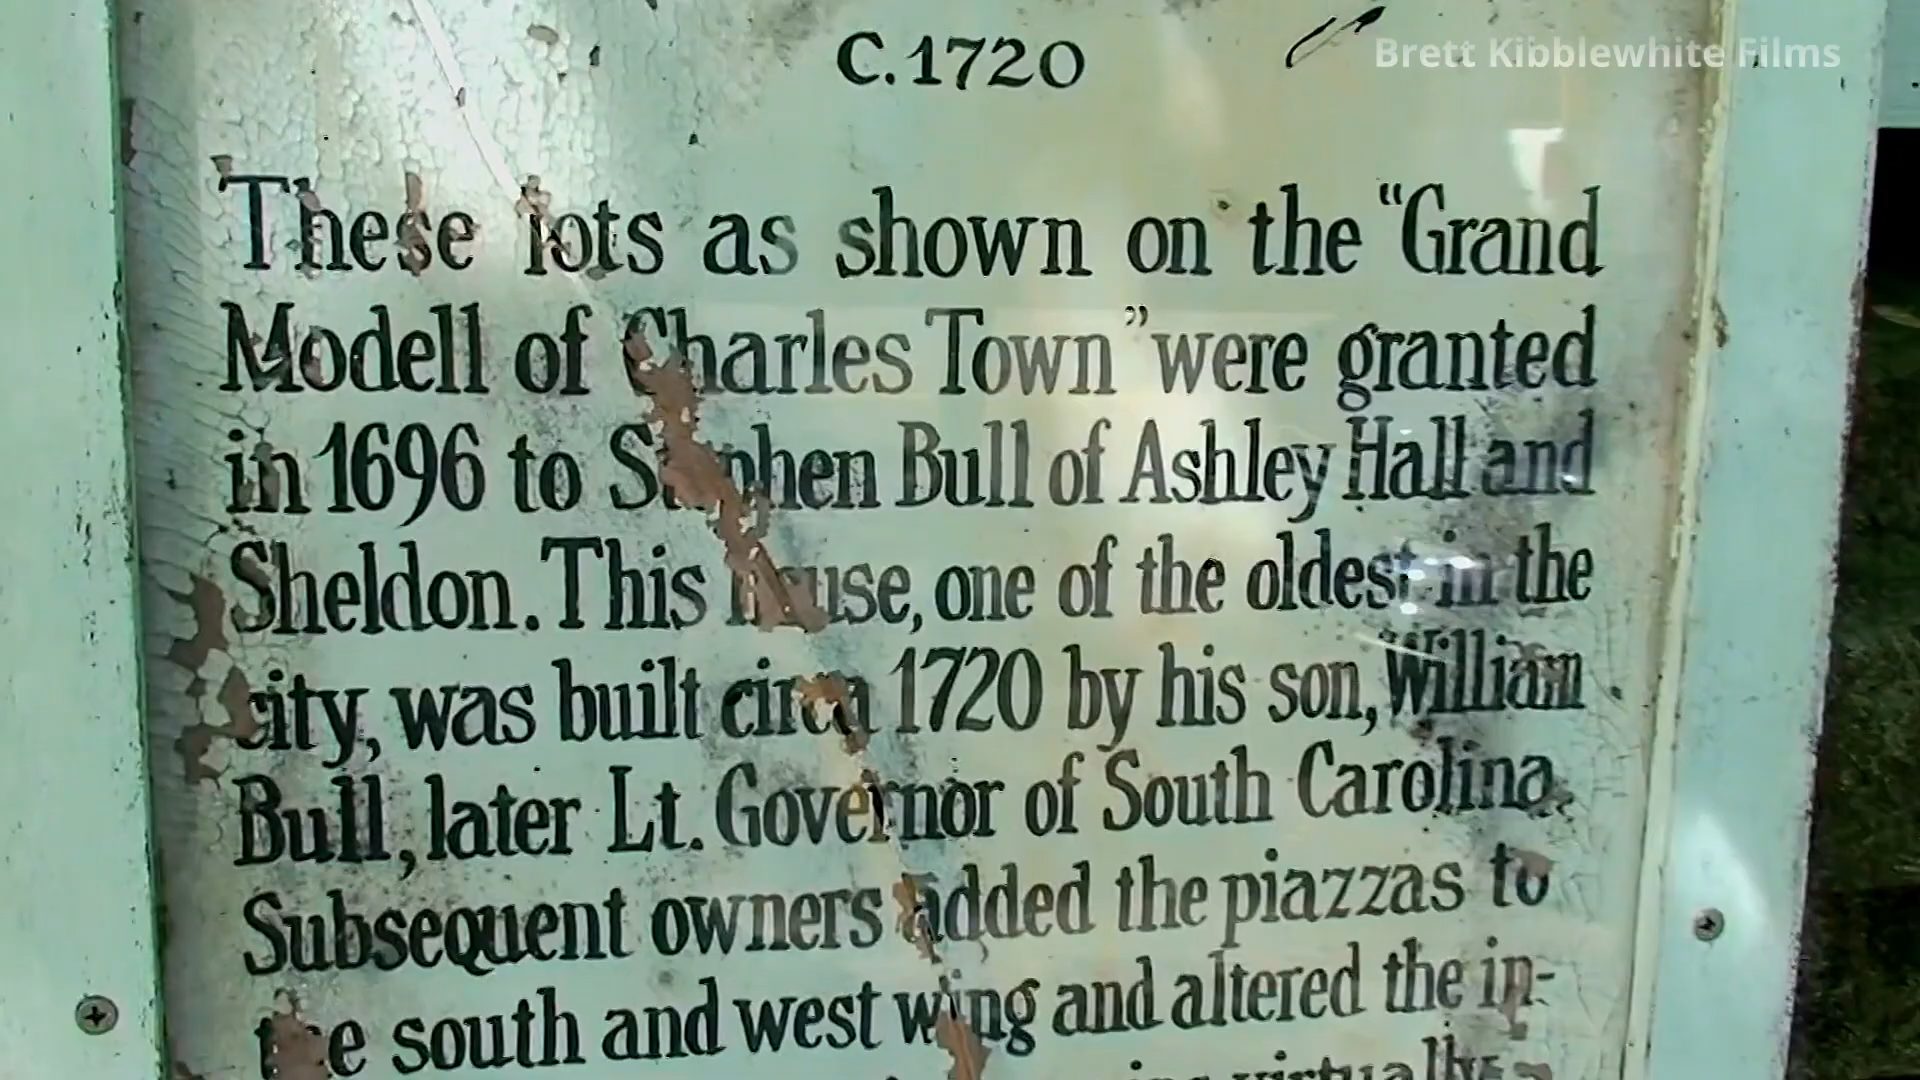 C.1720
Brett Kibblewhite Films
These lots as shown on the "Grand
Modell of Charles Town" were granted
in 1696 to Stephen Bull of Ashley Hall and
Sheldon. This house, one of the oldest in the
city, was built circa 1720 by his son, William
Bull, later Lt. Governor of South Carolina.
Subsequent owners added the piazzas to
the south and west wing and altered the in-
virtually